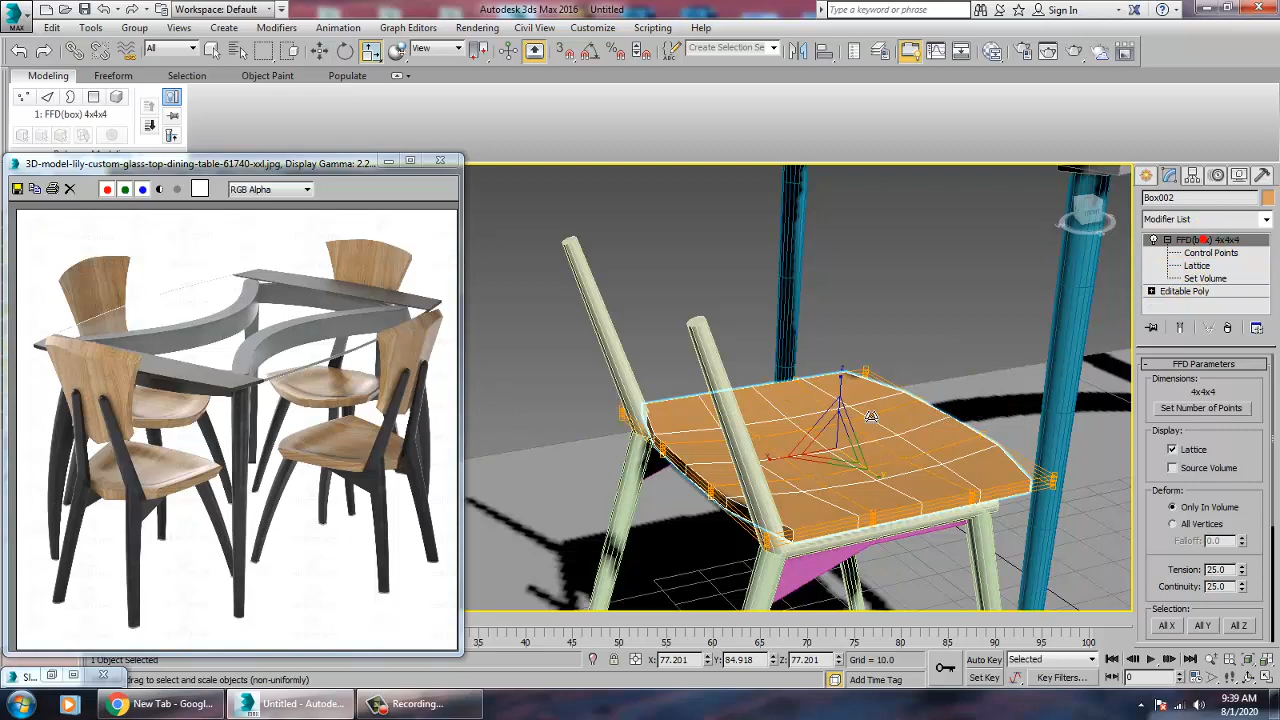 Workspace: Default
Autodesk 3ds Max 2016 Untitled
Type a keyword or phrase
Sign In
MAX
Edit Tools Group Views Create Modifiers Animation Graph Editors Rendering Civil View Customize Scripting Help
All
View
Create Selection Se
Modeling Freeform Selection Object Paint Populate
1: FFD(box) 4x4x4
3D-model-lily-custom-glass-top-dining-table-61740-xxl.jpg, Display Gamma: 2.2...
RGB Alpha
Box002
Modifier List
FFD(box) 4x4x4
Control Points
Lattice
Set Volume
Editable Poly
FFD Parameters
Dimensions:
4x4x4
Set Number of Points
Display:
Lattice
Source Volume
Deform:
Only In Volume
All Vertices
Falloff: 0.0
Tension: 25.0
Continuity: 25.0
Selection:
All X All Y All Z
35 40 45 50 55 60 65 70 75 80 85 90 95 100
1 Object Selected
X: 77.201 Y: 84.918 Z: 77.201 Grid = 10.0
Auto Key Selected
drag to select and scale objects (non-uniformly)
Add Time Tag
Set Key Key Filters...
0
New Tab - Googl...
Untitled - Autode...
Recording...
9:39 AM
8/1/2020